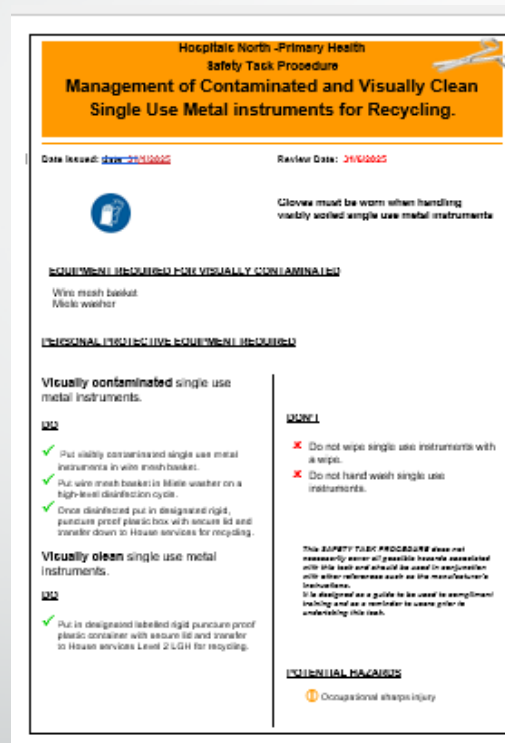 Hospitals North -Primary Health
Safety Task Procedure
Management of Contaminated and Visually Clean
Single Use Metal instruments for Recycling.
Date Issued: date 31/1/2025
Review Date: 31/6/2025
Gloves must be worn when handling
visibly soiled single use metal instruments
EQUIPMENT REQUIRED FOR VISUALLY CONTAMINATED
Wire mesh basket
Miele washer
PERSONAL PROTECTIVE EQUIPMENT REQUIRED
Visually contaminated single use
metal instruments.
DO
Put visibly contaminated single use metal
instruments in wire mesh basket.
Put wire mesh basket in Miele washer on a
high-level disinfection cycle.
Once disinfected put in designated rigid,
puncture proof plastic box with secure lid and
transfer down to House services for recycling.
Visually clean single use metal
instruments.
DO
Put in designated labelled rigid puncture proof
plastic container with secure lid and transfer
to House services Level 2 LGH for recycling.
DON'T
Do not wipe single use instruments with
a wipe.
Do not hand wash single use
instruments.
This SAFETY TASK PROCEDURE does not
necessarily cover all possible hazards associated
with this task and should be used in conjunction
with other references such as the manufacturer's
instructions.
It is designed as a guide to be used to compliment
training and as a reminder to users prior to
undertaking this task.
POTENTIAL HAZARDS
Occupational sharps injury